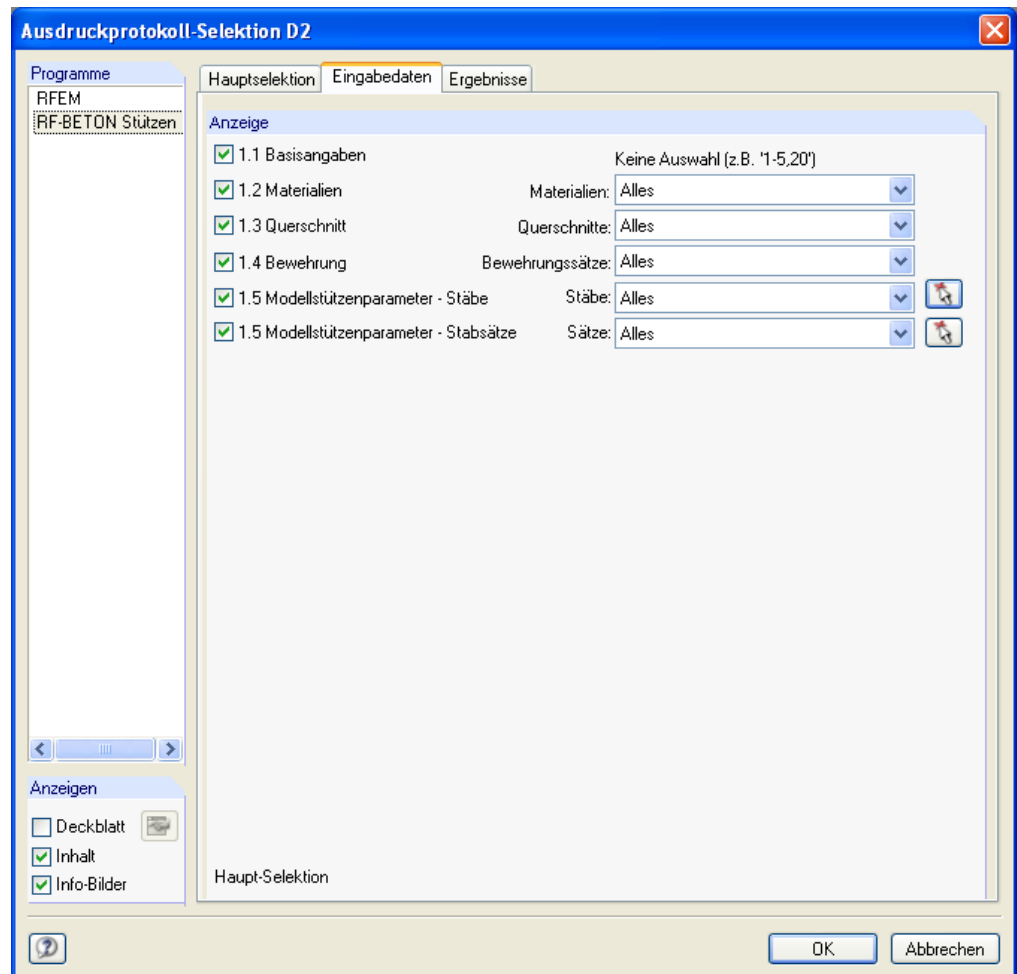 Ausdruckprotokoll-Selektion D2
Programme
RFEM
RF-BETON Stützen
Hauptselektion Eingabedaten Ergebnisse
Anzeige
1.1 Basisangaben Keine Auswahl (z.B. '1-5,20')
1.2 Materialien Materialien: Alles
1.3 Querschnitt Querschnitte: Alles
1.4 Bewehrung Bewehrungssätze: Alles
1.5 Modellstützenparameter - Stäbe Stäbe: Alles
1.5 Modellstützenparameter - Stabsätze Sätze: Alles
Anzeigen
Deckblatt
Inhalt
Info-Bilder
Haupt-Selektion
OK Abbrechen